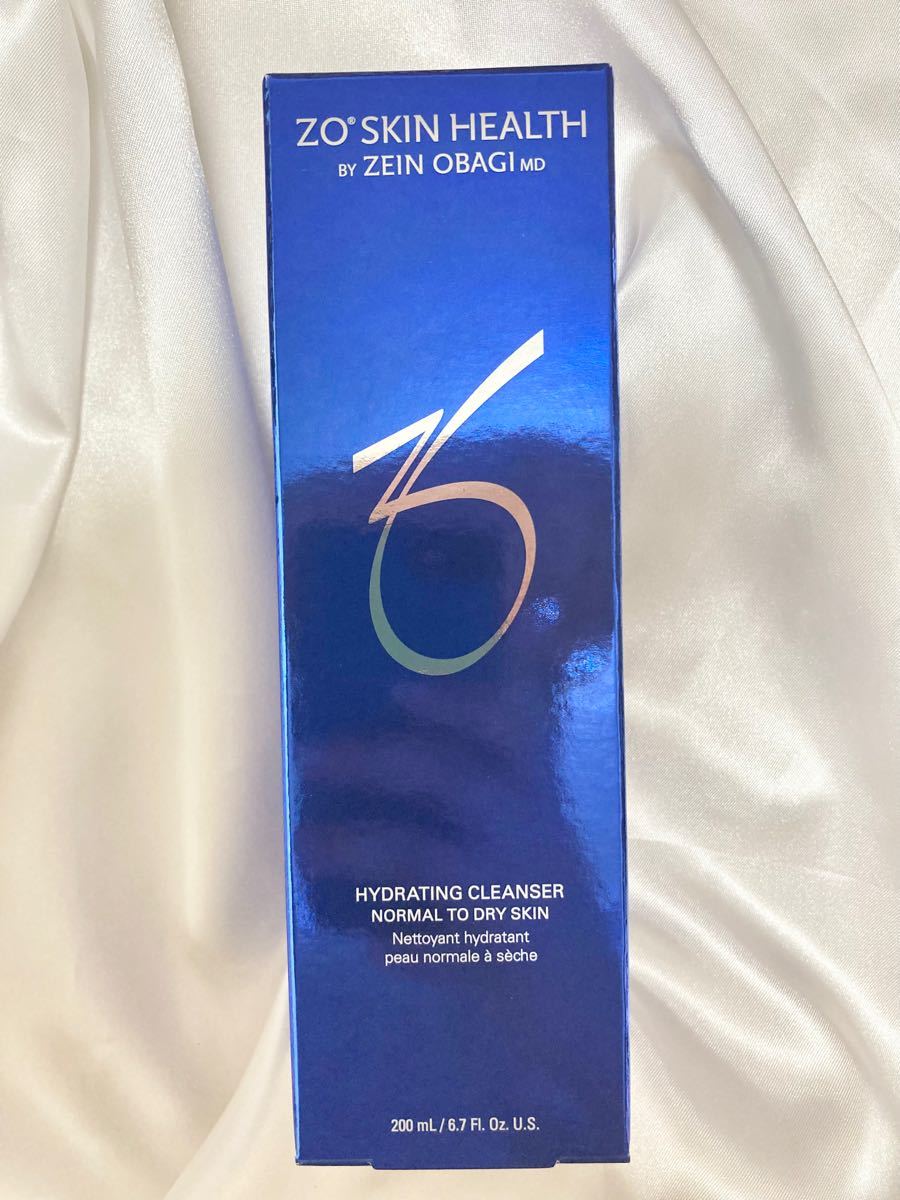 ZO® SKIN HEALTH
BY ZEIN OBAGI MD
HYDRATING CLEANSER
NORMAL TO DRY SKIN
Nettoyant hydratant
peau normale à sèche
200 mL / 6.7 Fl. Oz. U.S.